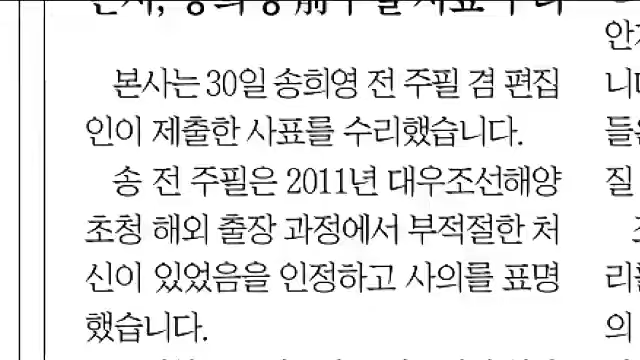 본사는 30일 송희영 전 주필 겸 편집
인이 제출한 사표를 수리했습니다.
송 전 주필은 2011년 대우조선해양
초청 해외 출장 과정에서 부적절한 처
신이 있었음을 인정하고 사의를 표명
했습니다.
질
리를
의